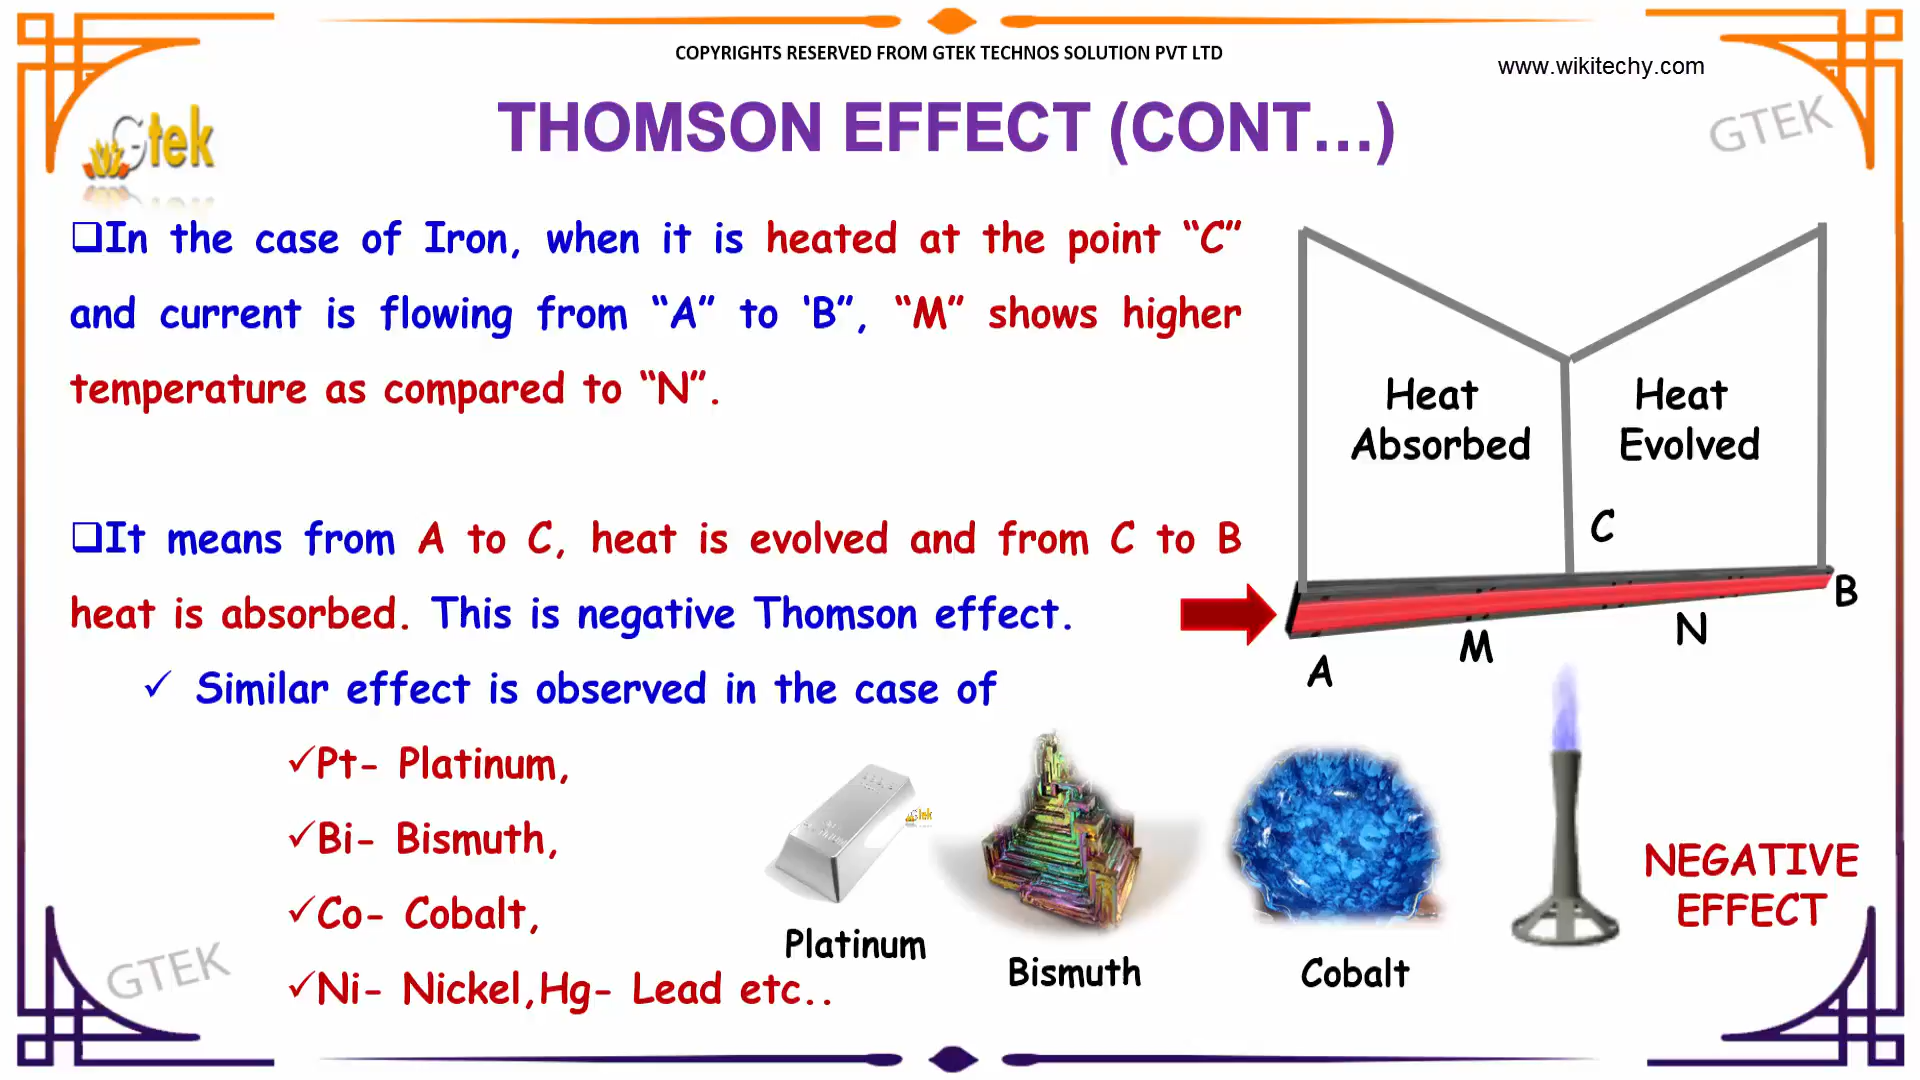 COPYRIGHTS RESERVED FROM GTEK TECHNOS SOLUTION PVT LTD
www.wikitechy.com
Gtek
THOMSON EFFECT (CONT...)
GTEK
❑In the case of Iron, when it is heated at the point “C”
and current is flowing from “A” to ‘B”, “M” shows higher
temperature as compared to “N”.
❑It means from A to C, heat is evolved and from C to B
heat is absorbed. This is negative Thomson effect.
✓ Similar effect is observed in the case of
✓Pt- Platinum,
✓Bi- Bismuth,
✓Co- Cobalt,
✓Ni- Nickel,Hg- Lead etc..
Heat
Absorbed
Heat
Evolved
C
B
N
M
A
Gtek
Platinum
Bismuth
Cobalt
NEGATIVE
EFFECT
GTEK